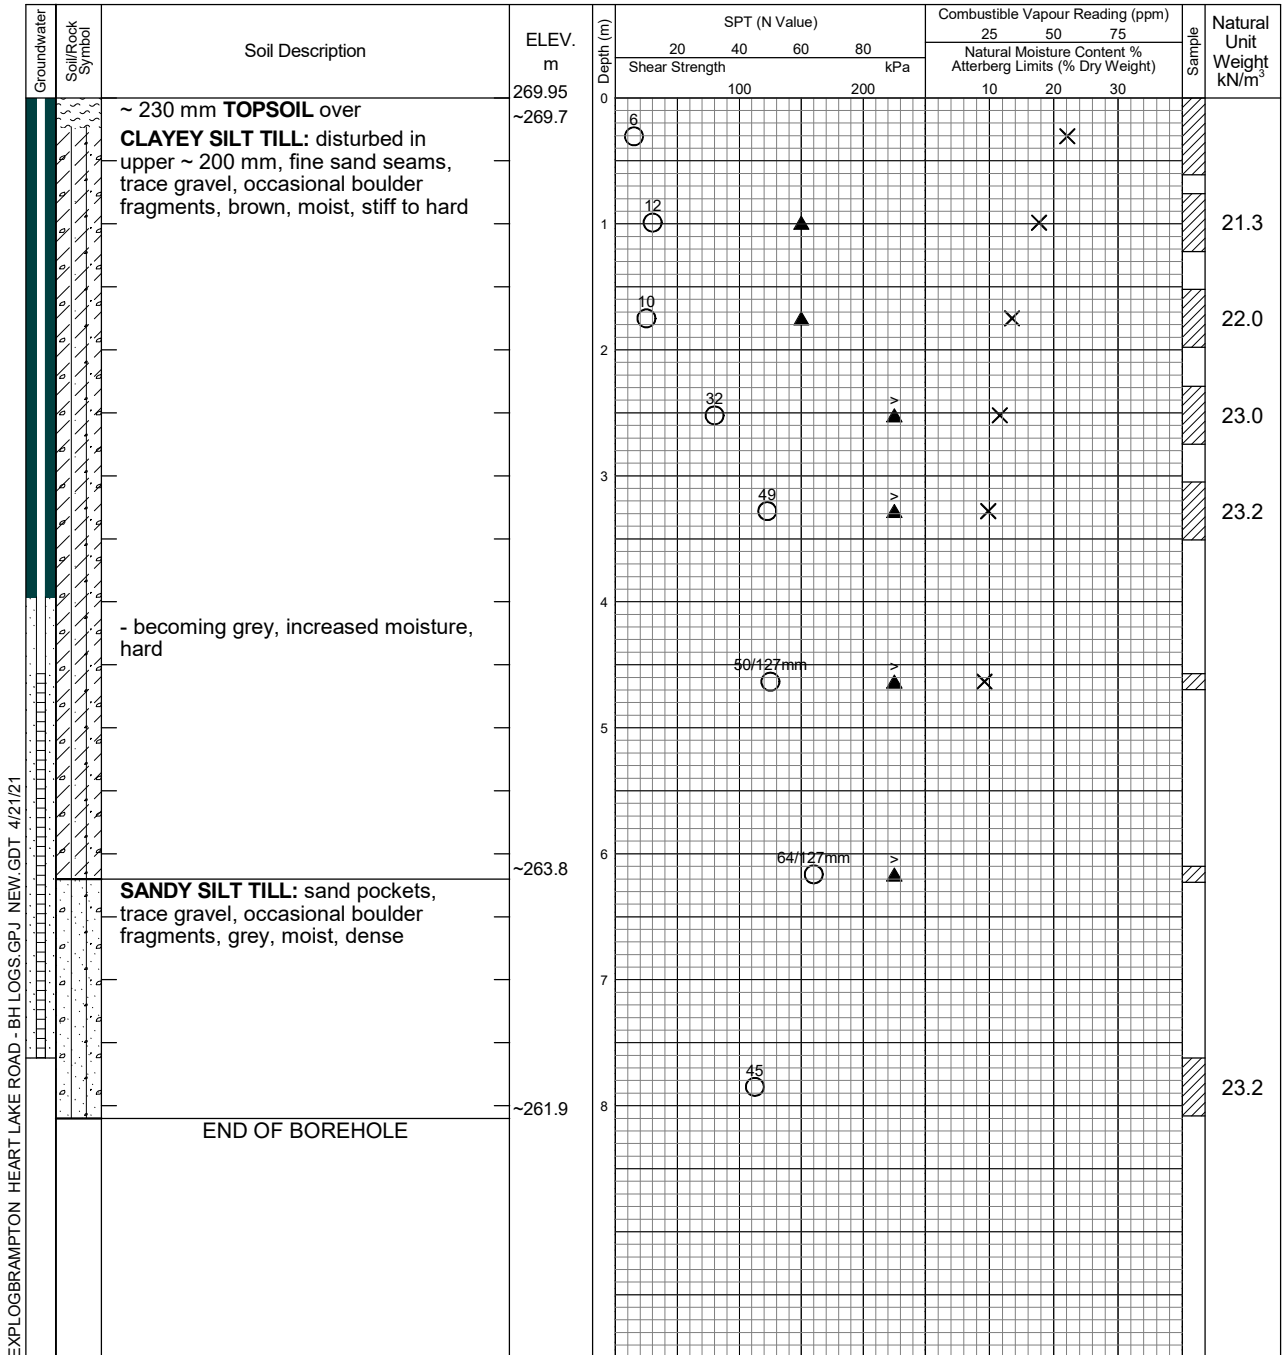 Groundwater
Soil/Rock
Symbol
Soil Description
ELEV.
m
Depth (m)
SPT (N Value)
20 40 60 80
Shear Strength kPa
100 200
Combustible Vapour Reading (ppm)
25 50 75
Natural Moisture Content %
Atterberg Limits (% Dry Weight)
10 20 30
Sample
Natural
Unit
Weight
kN/m³
269.95
0
~ 230 mm TOPSOIL over
~269.7
CLAYEY SILT TILL: disturbed in
upper ~ 200 mm, fine sand seams,
trace gravel, occasional boulder
fragments, brown, moist, stiff to hard
6
12
1
21.3
10
22.0
2
32
>
23.0
3
49
>
23.2
4
- becoming grey, increased moisture,
hard
50/127mm
>
5
6
64/127mm
>
~263.8
SANDY SILT TILL: sand pockets,
trace gravel, occasional boulder
fragments, grey, moist, dense
7
45
23.2
8
~261.9
END OF BOREHOLE
EXPLOGBRAMPTON HEART LAKE ROAD - BH LOGS.GPJ NEW.GDT 4/21/21